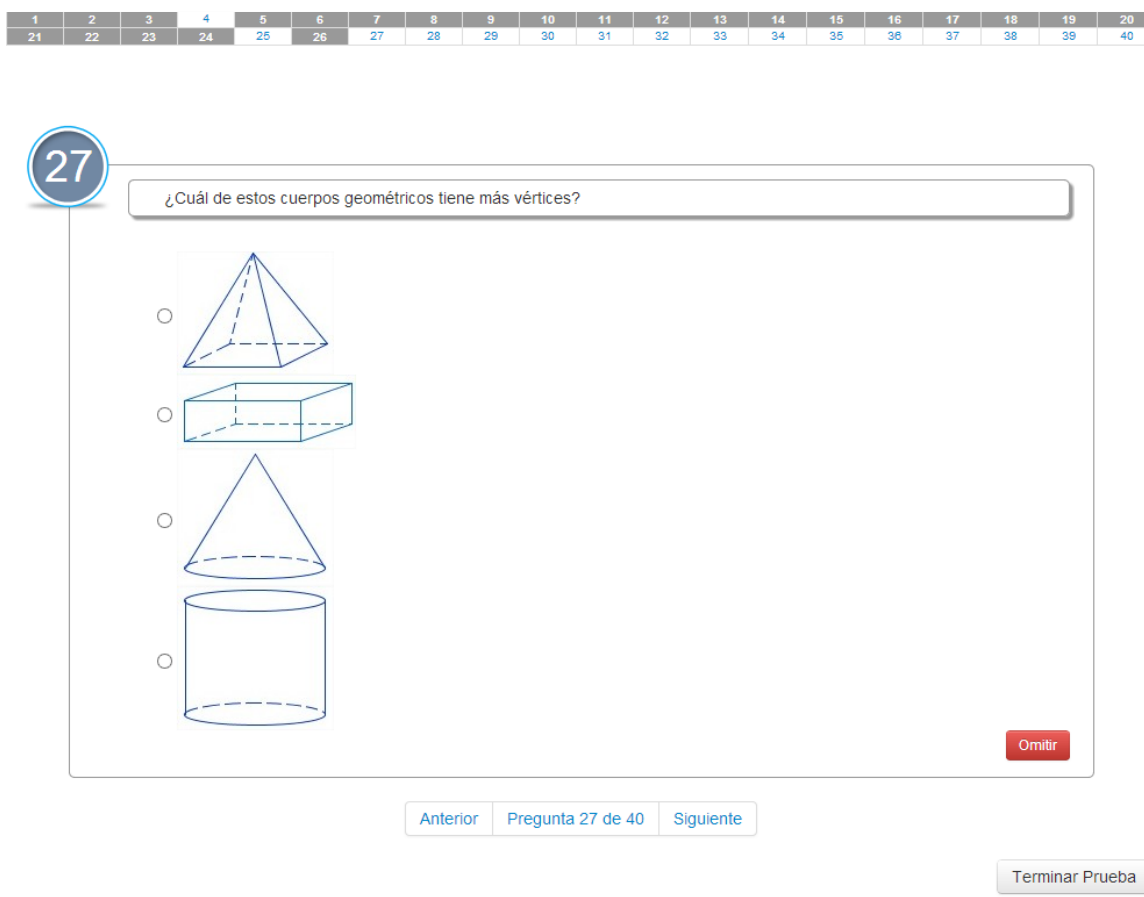 1 2 3 4 5 6 7 8 9 10 11 12 13 14 15 16 17 18 19 20
21 22 23 24 25 26 27 28 29 30 31 32 33 34 35 36 37 38 39 40
27
¿Cuál de estos cuerpos geométricos tiene más vértices?
Omitir
Anterior Pregunta 27 de 40 Siguiente
Terminar Prueba